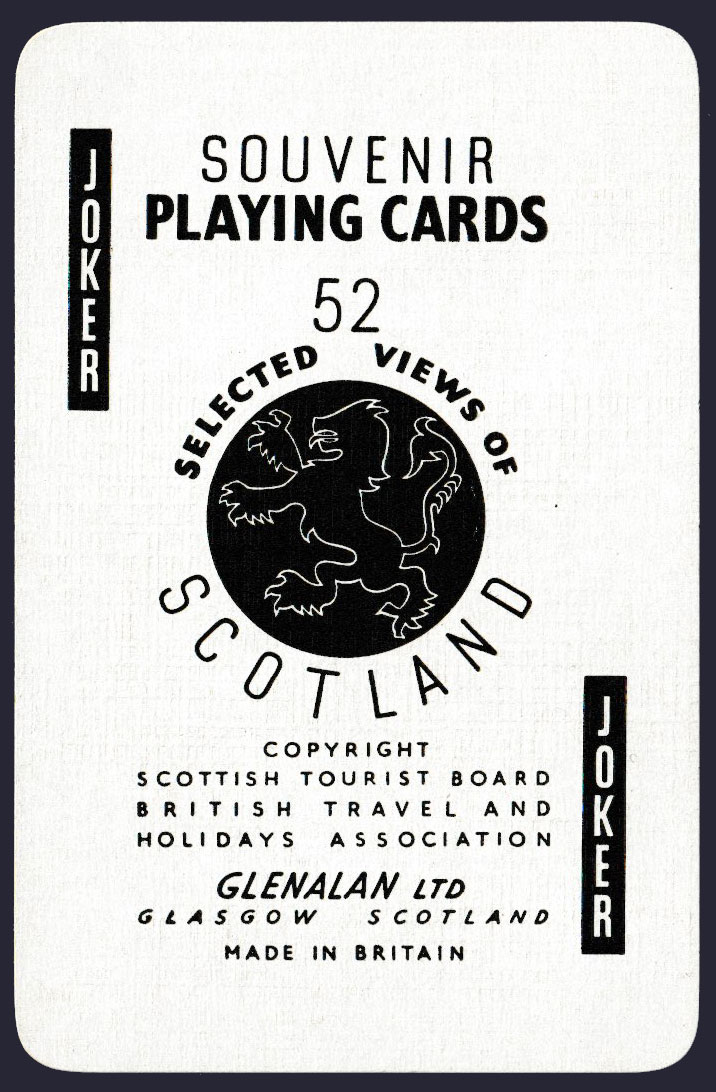 JOKER
SOUVENIR
PLAYING CARDS
52
SELECTED VIEWS OF
SCOTLAND
COPYRIGHT
SCOTTISH TOURIST BOARD
BRITISH TRAVEL AND
HOLIDAYS ASSOCIATION
GLENALAN LTD
GLASGOW SCOTLAND
MADE IN BRITAIN
JOKER